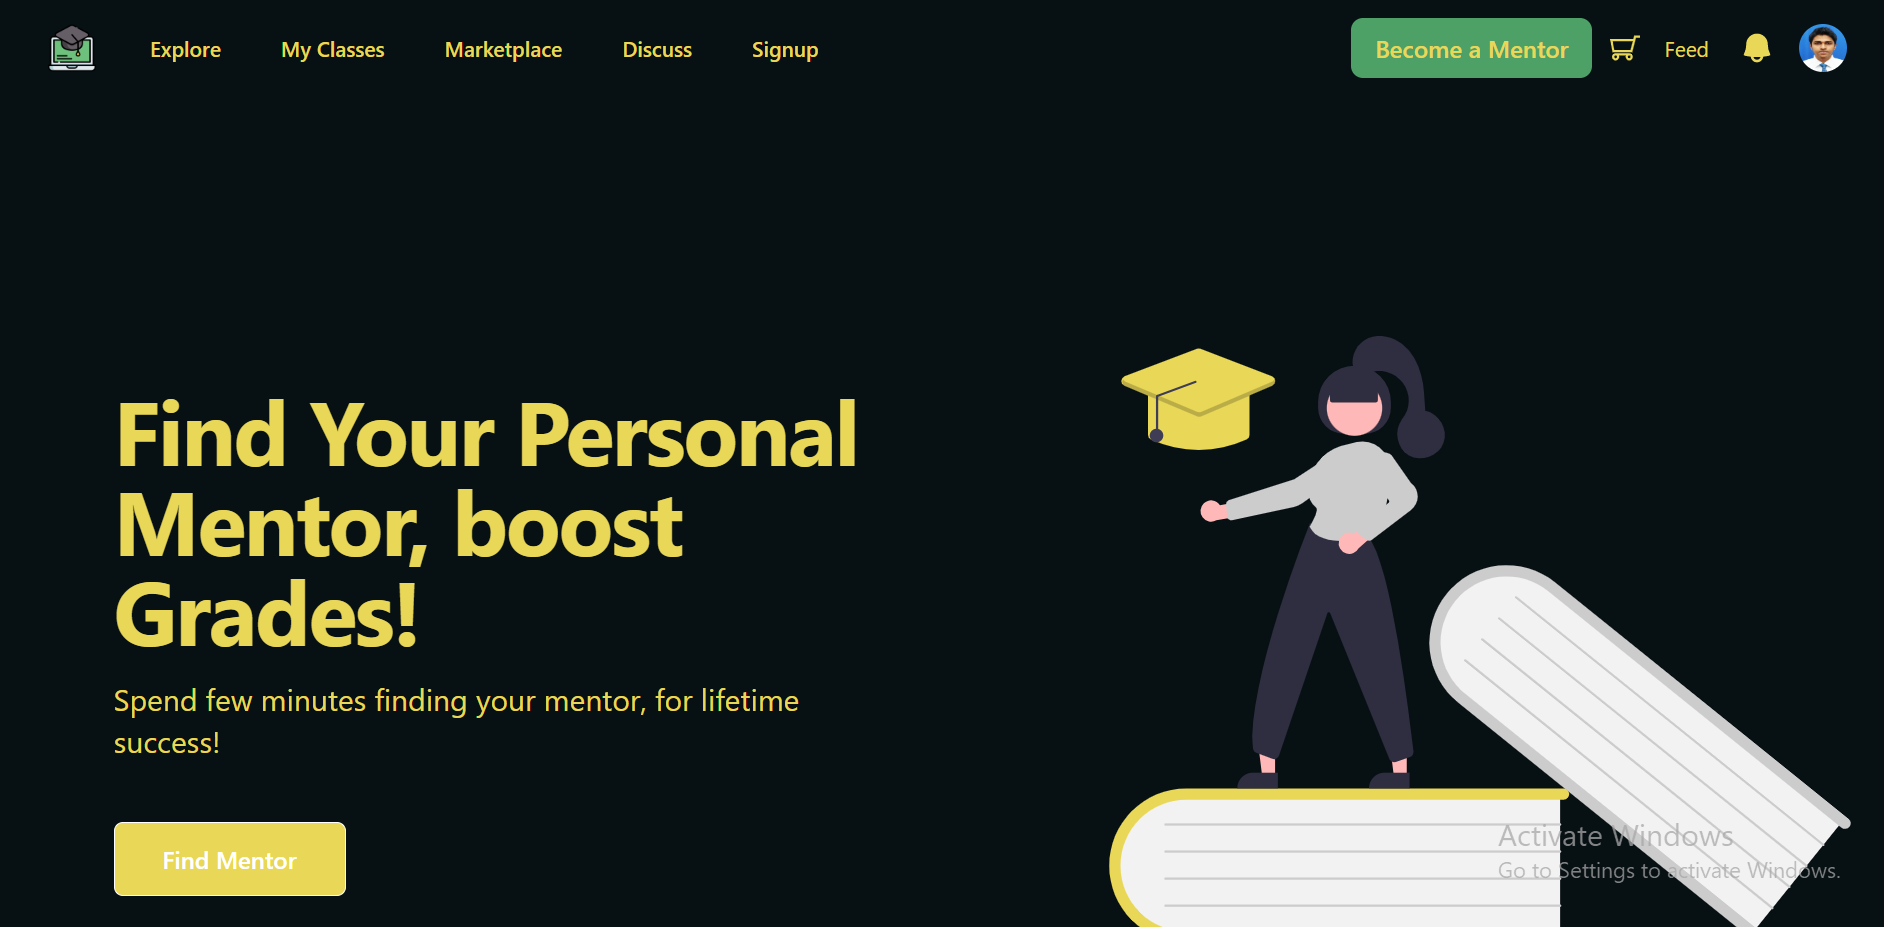 Explore
My Classes
Marketplace
Discuss
Signup
Become a Mentor
Feed
Find Your Personal
Mentor, boost
Grades!
Spend few minutes finding your mentor, for lifetime
success!
Find Mentor
Activate Windows
Go to Settings to activate Windows.